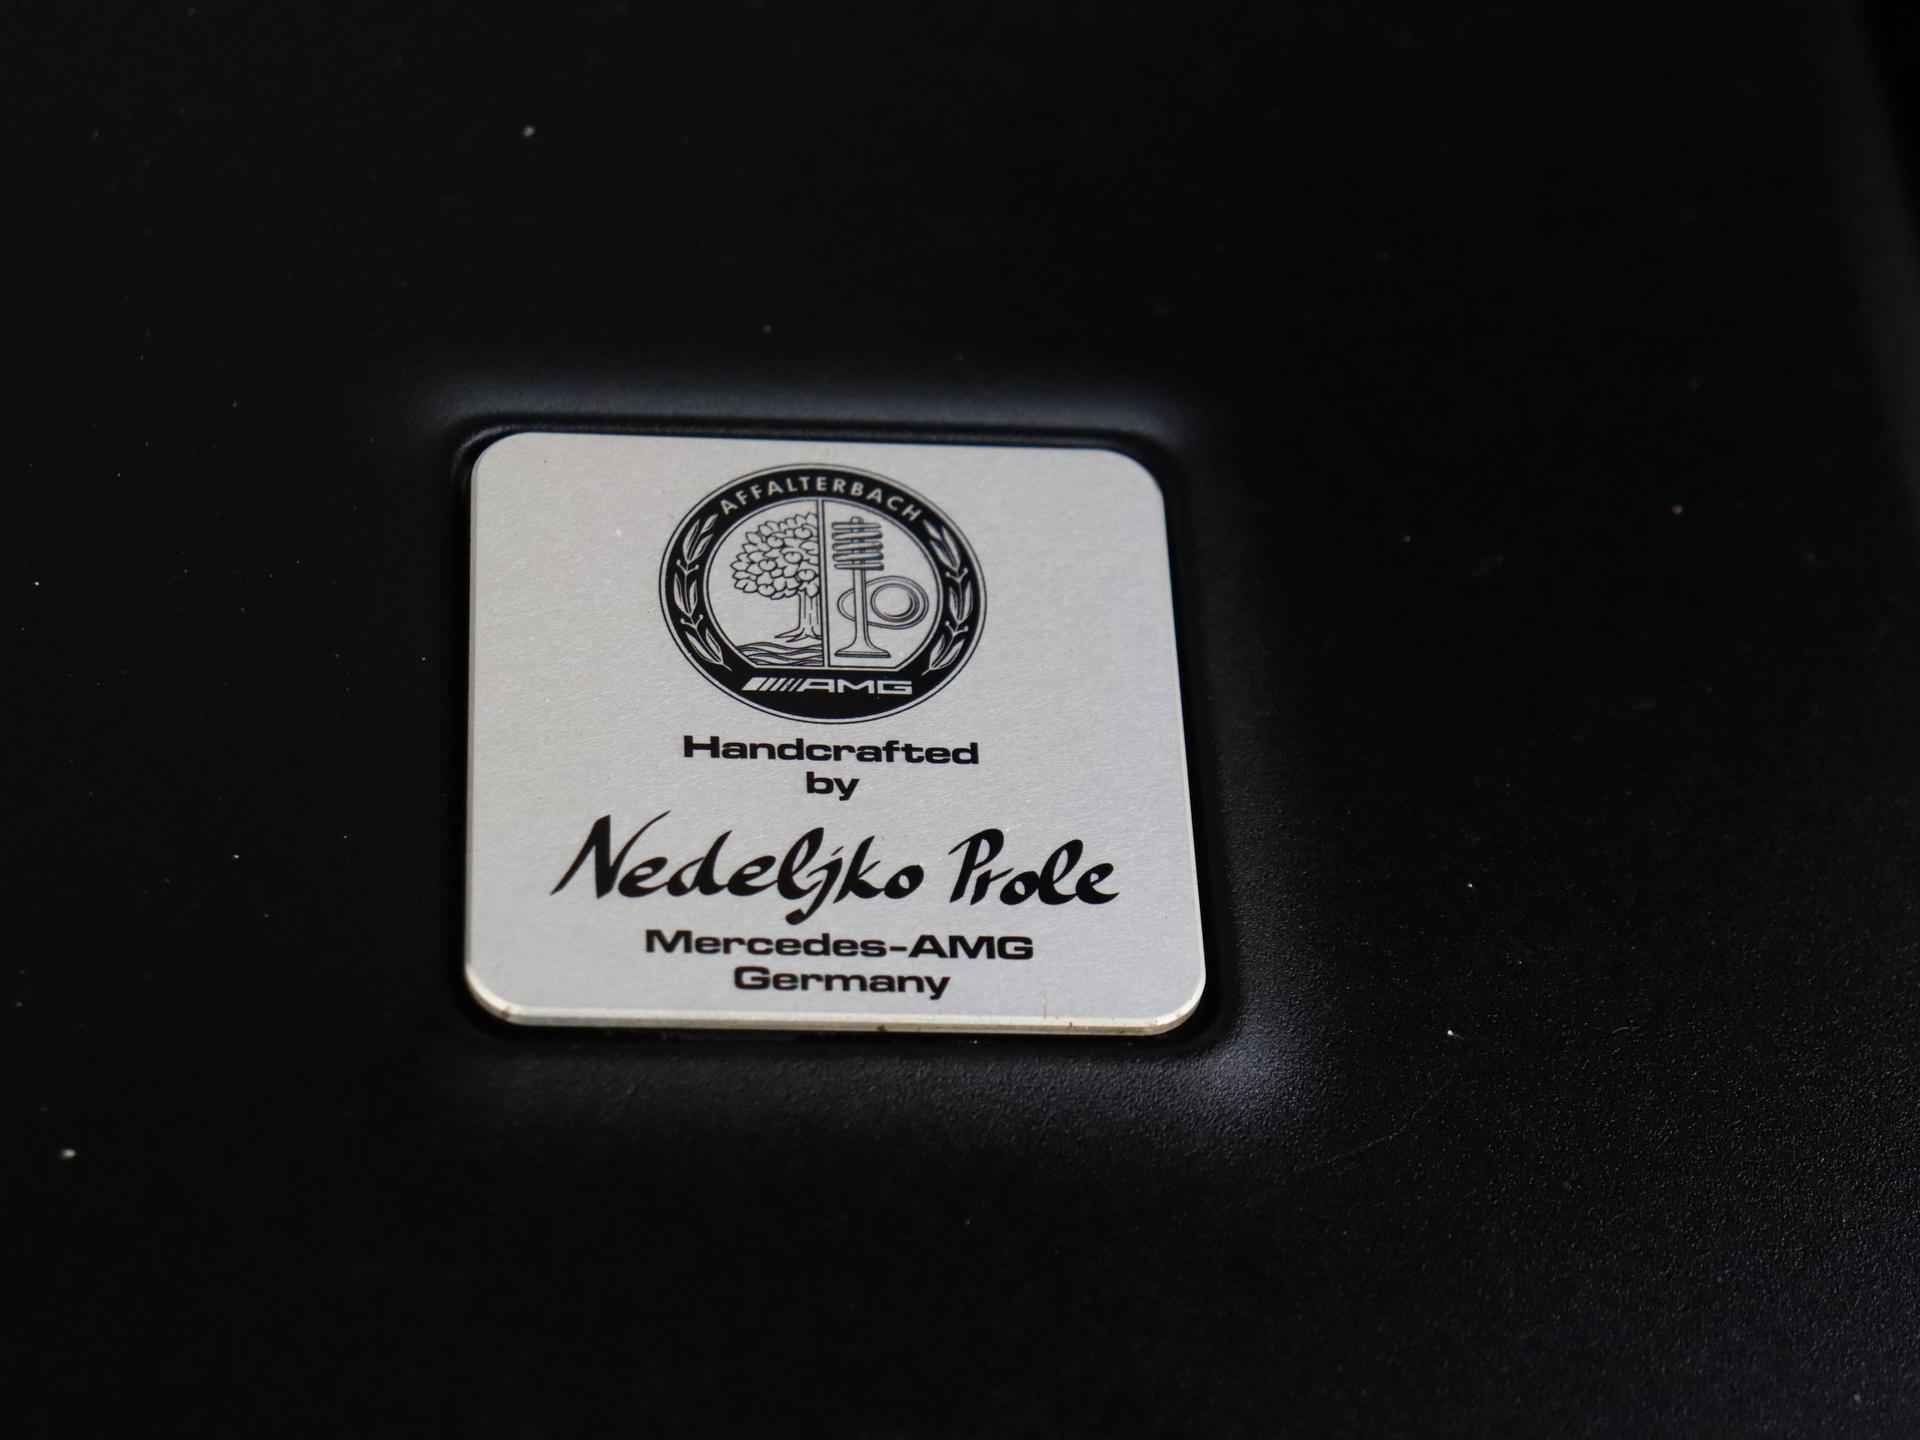 AFFALTERBACH
AMG
Handcrafted
by
Nedeljko Prole
Mercedes-AMG
Germany